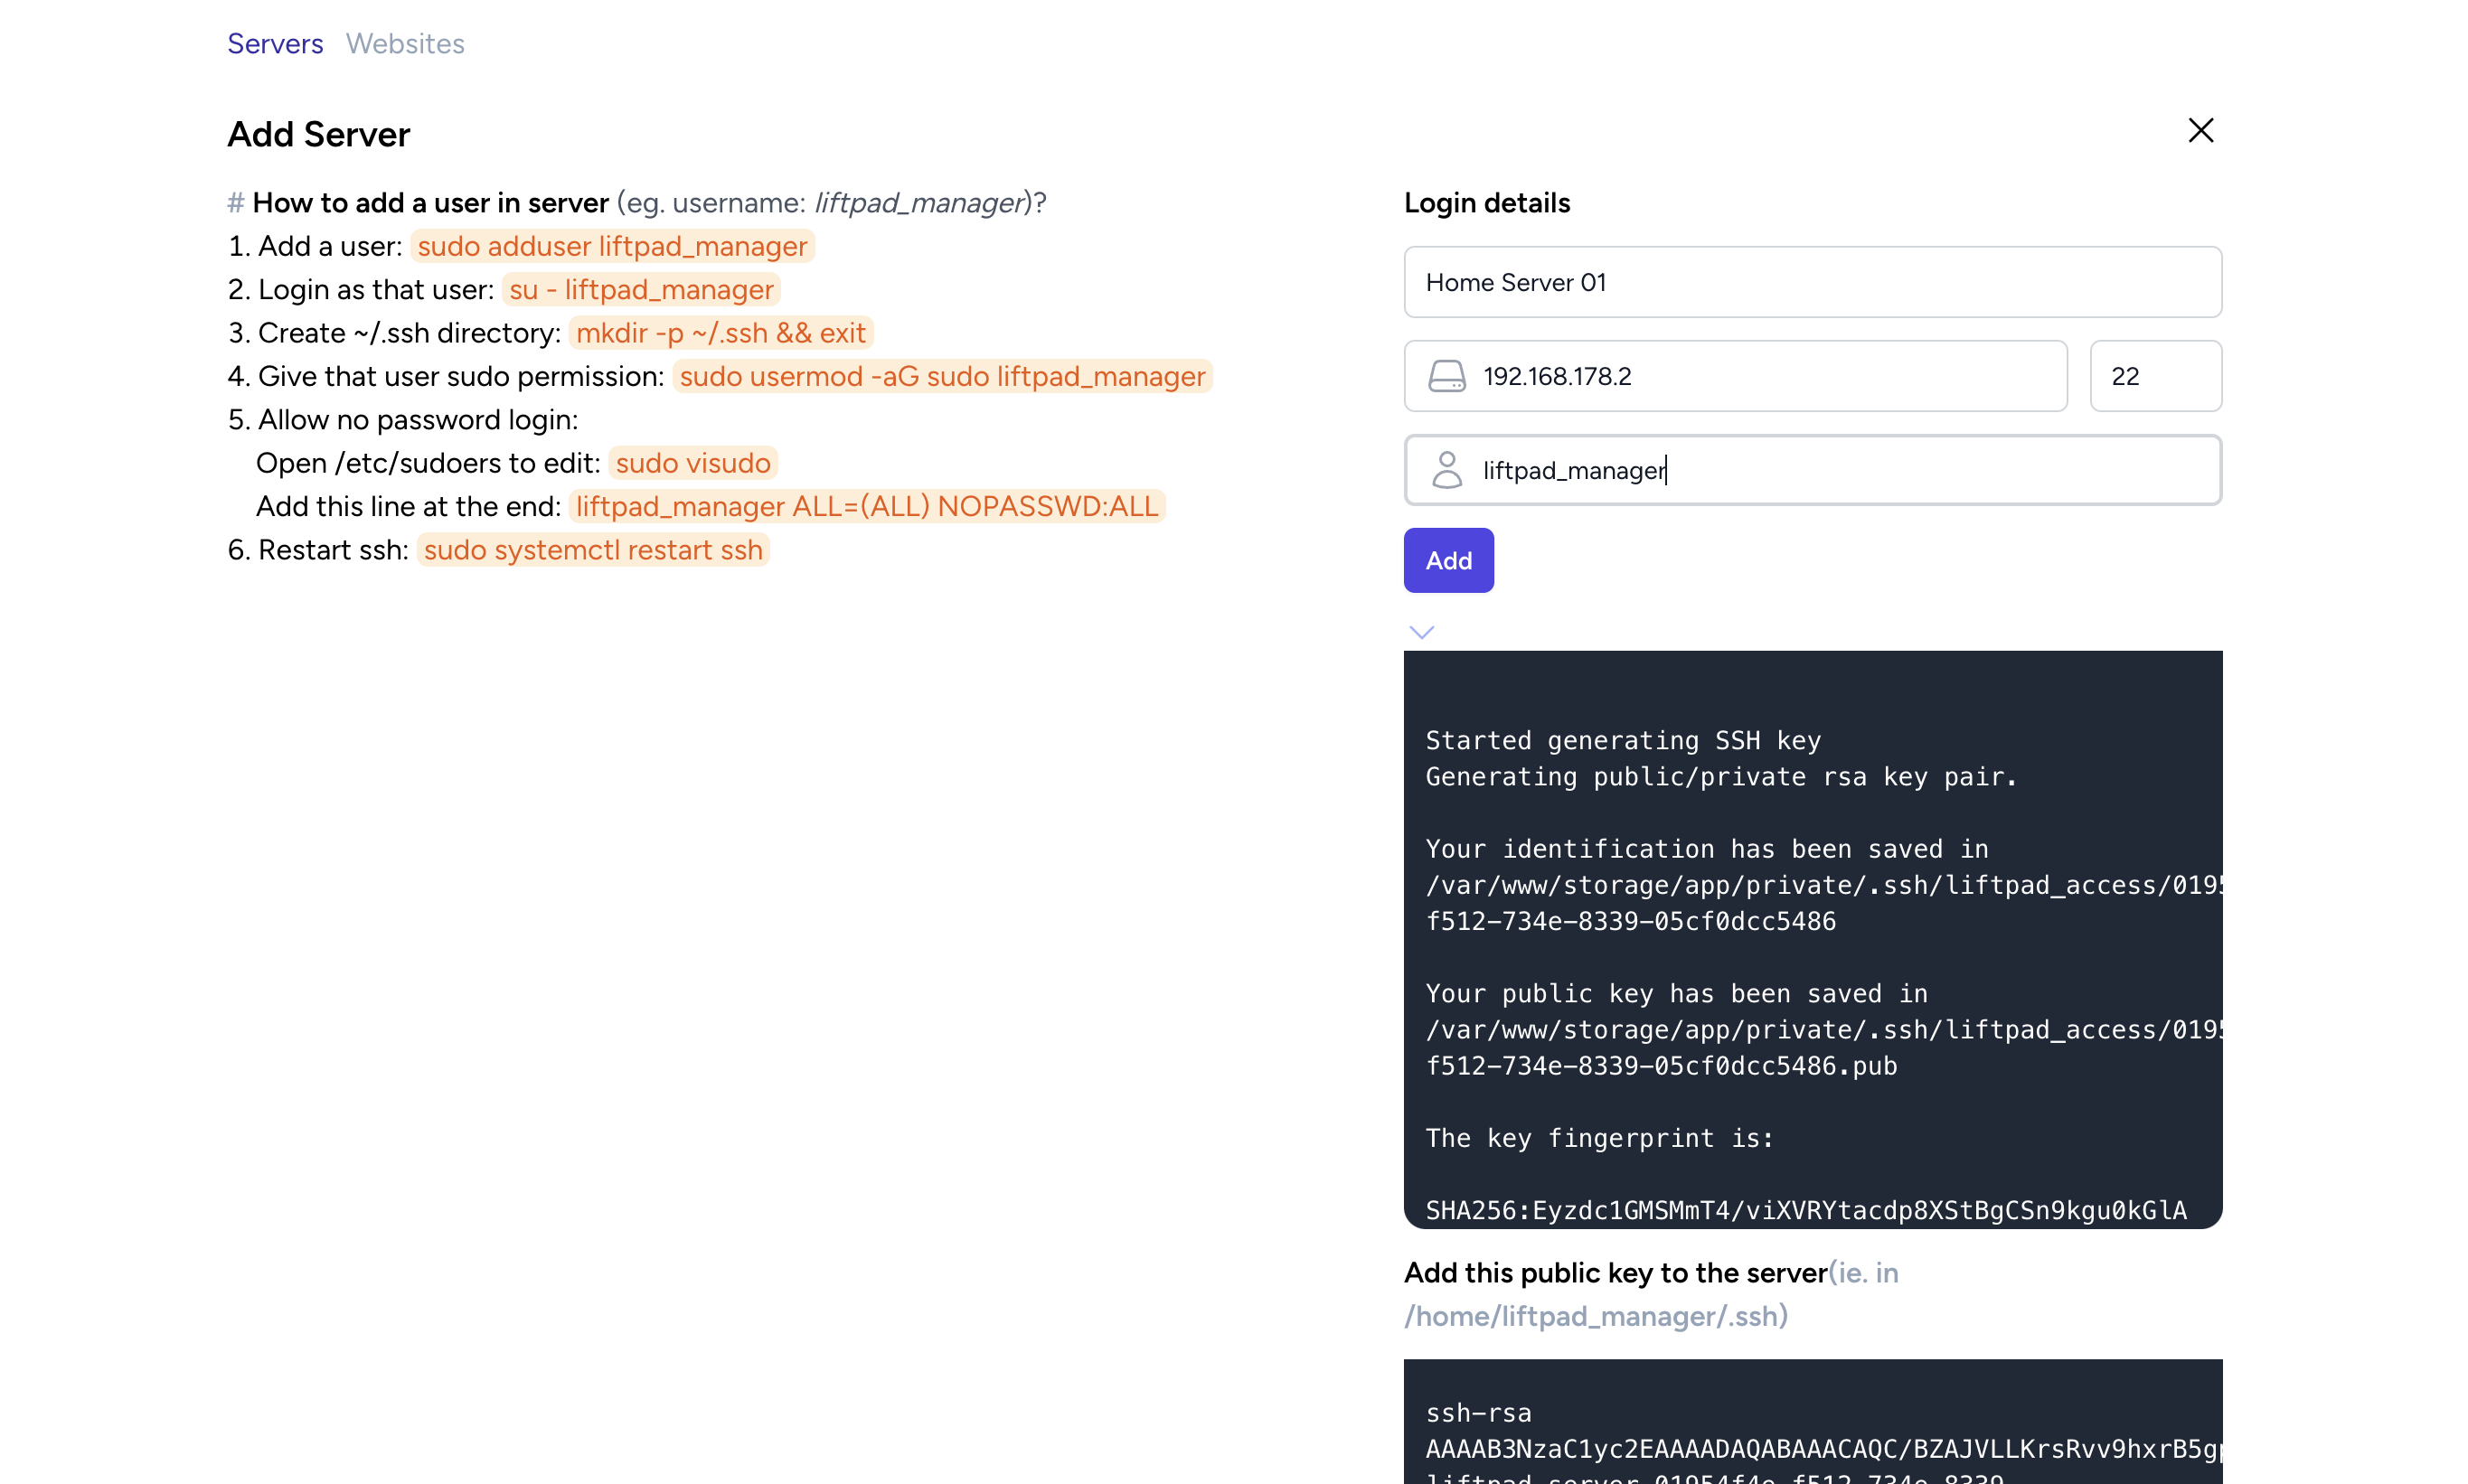 Servers Websites
Add Server
# How to add a user in server (eg. username: liftpad_manager)?
1. Add a user: sudo adduser liftpad_manager
2. Login as that user: su - liftpad_manager
3. Create ~/.ssh directory: mkdir -p ~/.ssh && exit
4. Give that user sudo permission: sudo usermod -aG sudo liftpad_manager
5. Allow no password login:
Open /etc/sudoers to edit: sudo visudo
Add this line at the end: liftpad_manager ALL=(ALL) NOPASSWD:ALL
6. Restart ssh: sudo systemctl restart ssh
Login details
Home Server 01
192.168.178.2 22
liftpad_manager
Add
Started generating SSH key
Generating public/private rsa key pair.
Your identification has been saved in
/var/www/storage/app/private/.ssh/liftpad_access/0195
f512-734e-8339-05cf0dcc5486
Your public key has been saved in
/var/www/storage/app/private/.ssh/liftpad_access/0195
f512-734e-8339-05cf0dcc5486.pub
The key fingerprint is:
SHA256:Eyzdc1GMSMmT4/viXVRYtacdp8XStBgCSn9kgu0kGlA
Add this public key to the server(ie. in
/home/liftpad_manager/.ssh)
ssh-rsa
AAAAB3NzaC1yc2EAAAADAQABAAACAQC/BZAJVLLKrsRvv9hxrB5g
liftpad_server_01954f4e-f512-734e-8339